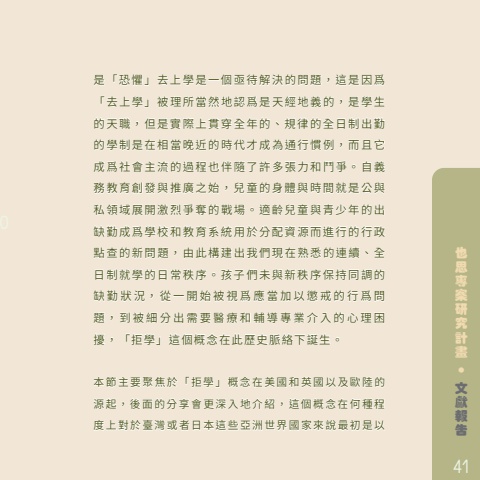 是「恐懼」去上學是一個亟待解決的問題，這是因爲
「去上學」被理所當然地認爲是天經地義的，是學生
的天職，但是實際上貫穿全年的、規律的全日制出勤
的學制是在相當晚近的時代才成為通行慣例，而且它
成爲社會主流的過程也伴隨了許多張力和鬥爭。自義
務教育創發與推廣之始，兒童的身體與時間就是公與
私領域展開激烈爭奪的戰場。適齡兒童與青少年的出
缺勤成爲學校和教育系統用於分配資源而進行的行政
點查的新問題，由此構建出我們現在熟悉的連續、全
日制就學的日常秩序。孩子們未與新秩序保持同調的
缺勤狀況，從一開始被視爲應當加以懲戒的行爲問
題，到被細分出需要醫療和輔導專業介入的心理困
擾，「拒學」這個概念在此歷史脈絡下誕生。
本節主要聚焦於「拒學」概念在美國和英國以及歐陸的
源起，後面的分享會更深入地介紹，這個概念在何種程
度上對於臺灣或者日本這些亞洲世界國家來說最初是以
也思專案研究計畫・文獻報告
41